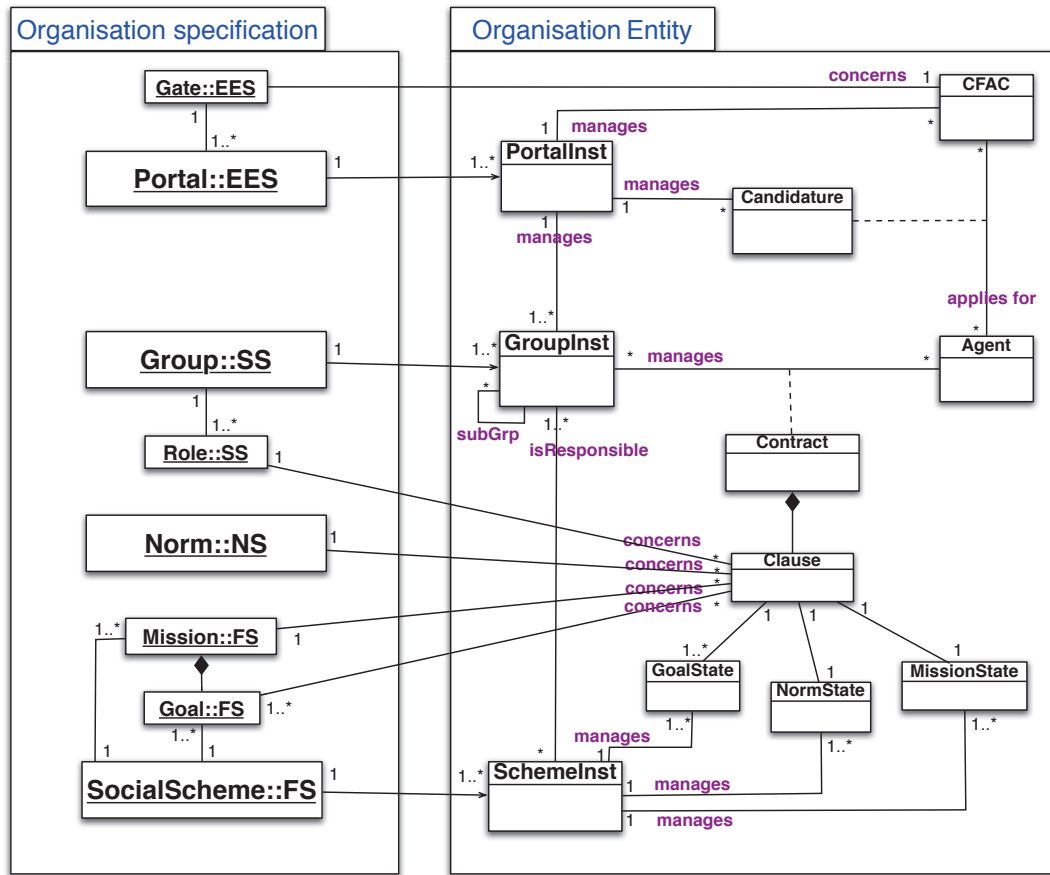 Organisation specification
Organisation Entity
Gate::EES
concerns
1
CFAC
1
1..*
1
manages
*
*
Portal::EES
1
1..*
PortalInst
manages
1
*
Candidature
1
manages
applies for
1..*
*
Group::SS
1
1..*
GroupInst
*
manages
*
Agent
*
1
1..*
subGrp
1..*
isResponsible
Contract
Role::SS
1
Norm::NS
1
concerns
*
concerns
*
concerns
*
concerns
*
Clause
1..*
Mission::FS
1
1
1
1
1..*
1
1
GoalState
NormState
MissionState
Goal::FS
1..*
1..*
1
1
1..*
1..*
1..*
manages
*
1
SocialScheme::FS
1
1..*
SchemeInst
1
manages
1
manages